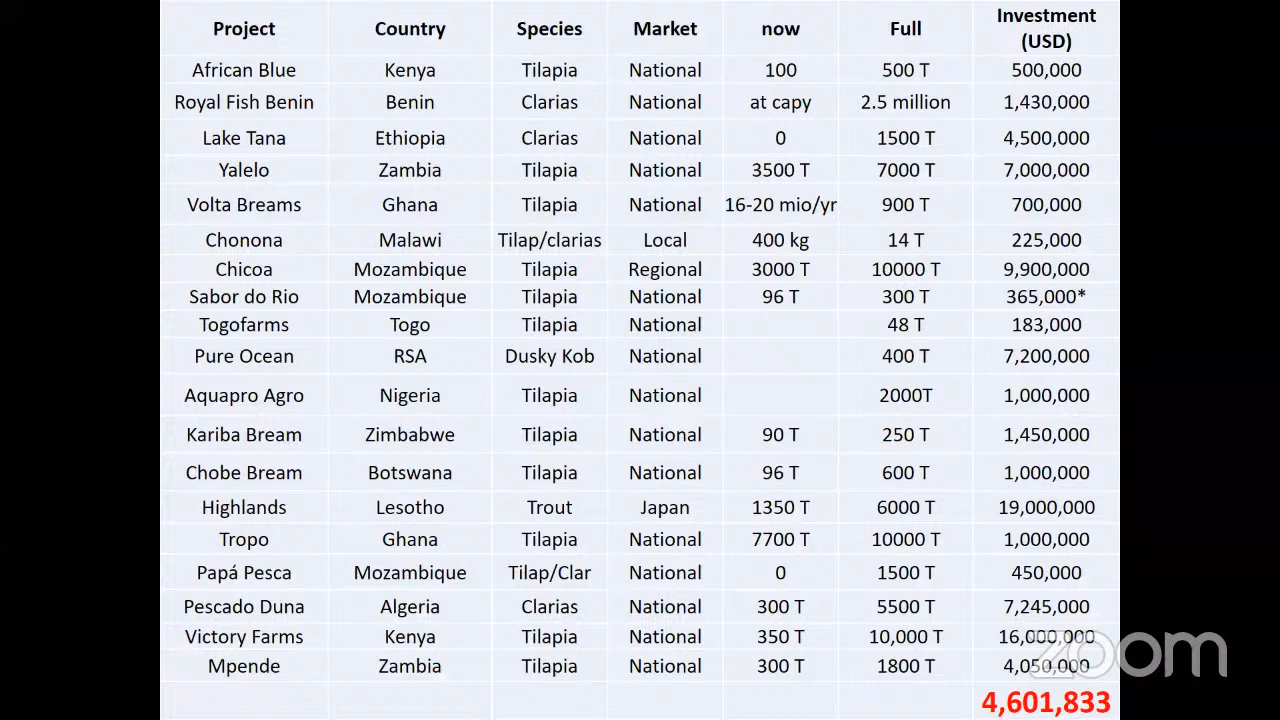 Project Country Species Market now Full Investment (USD)
African Blue Kenya Tilapia National 100 500 T 500,000
Royal Fish Benin Benin Clarias National at capy 2.5 million 1,430,000
Lake Tana Ethiopia Clarias National 0 1500 T 4,500,000
Yalelo Zambia Tilapia National 3500 T 7000 T 7,000,000
Volta Breams Ghana Tilapia National 16-20 mio/yr 900 T 700,000
Chonona Malawi Tilap/clarias Local 400 kg 14 T 225,000
Chicoa Mozambique Tilapia Regional 3000 T 10000 T 9,900,000
Sabor do Rio Mozambique Tilapia National 96 T 300 T 365,000*
Togofarms Togo Tilapia National 48 T 183,000
Pure Ocean RSA Dusky Kob National 400 T 7,200,000
Aquapro Agro Nigeria Tilapia National 2000T 1,000,000
Kariba Bream Zimbabwe Tilapia National 90 T 250 T 1,450,000
Chobe Bream Botswana Tilapia National 96 T 600 T 1,000,000
Highlands Lesotho Trout Japan 1350 T 6000 T 19,000,000
Tropo Ghana Tilapia National 7700 T 10000 T 1,000,000
Papá Pesca Mozambique Tilap/Clar National 0 1500 T 450,000
Pescado Duna Algeria Clarias National 300 T 5500 T 7,245,000
Victory Farms Kenya Tilapia National 350 T 10,000 T 16,000,000
Mpende Zambia Tilapia National 300 T 1800 T 4,050,000
zoom
4,601,833